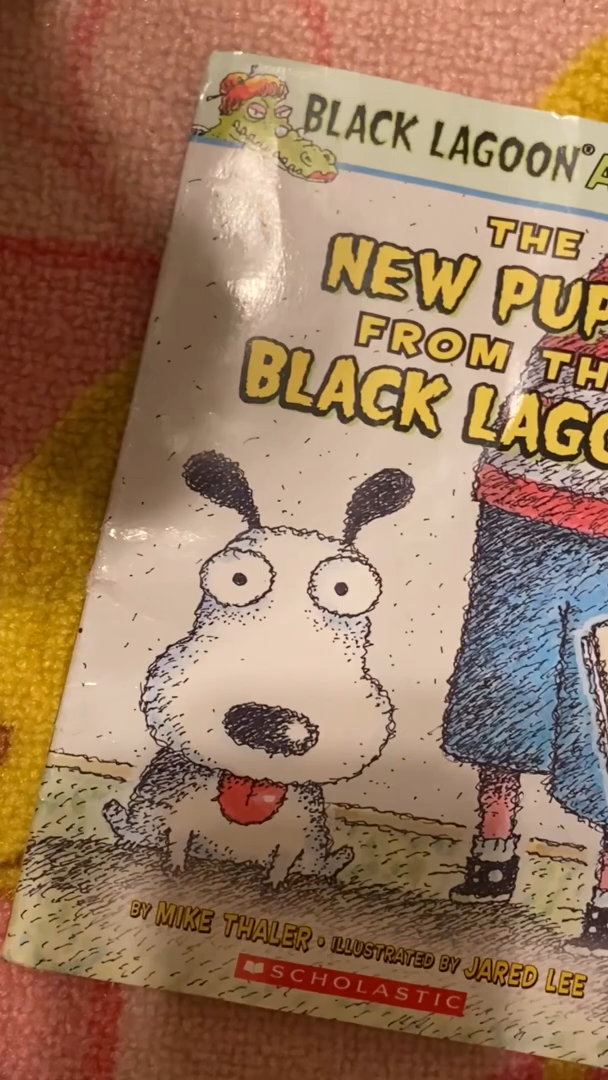 BLACK LAGOON® A
THE
NEW PUP
FROM TH
BLACK LAGO
BY MIKE THALER • ILLUSTRATED BY JARED LEE
SCHOLASTIC